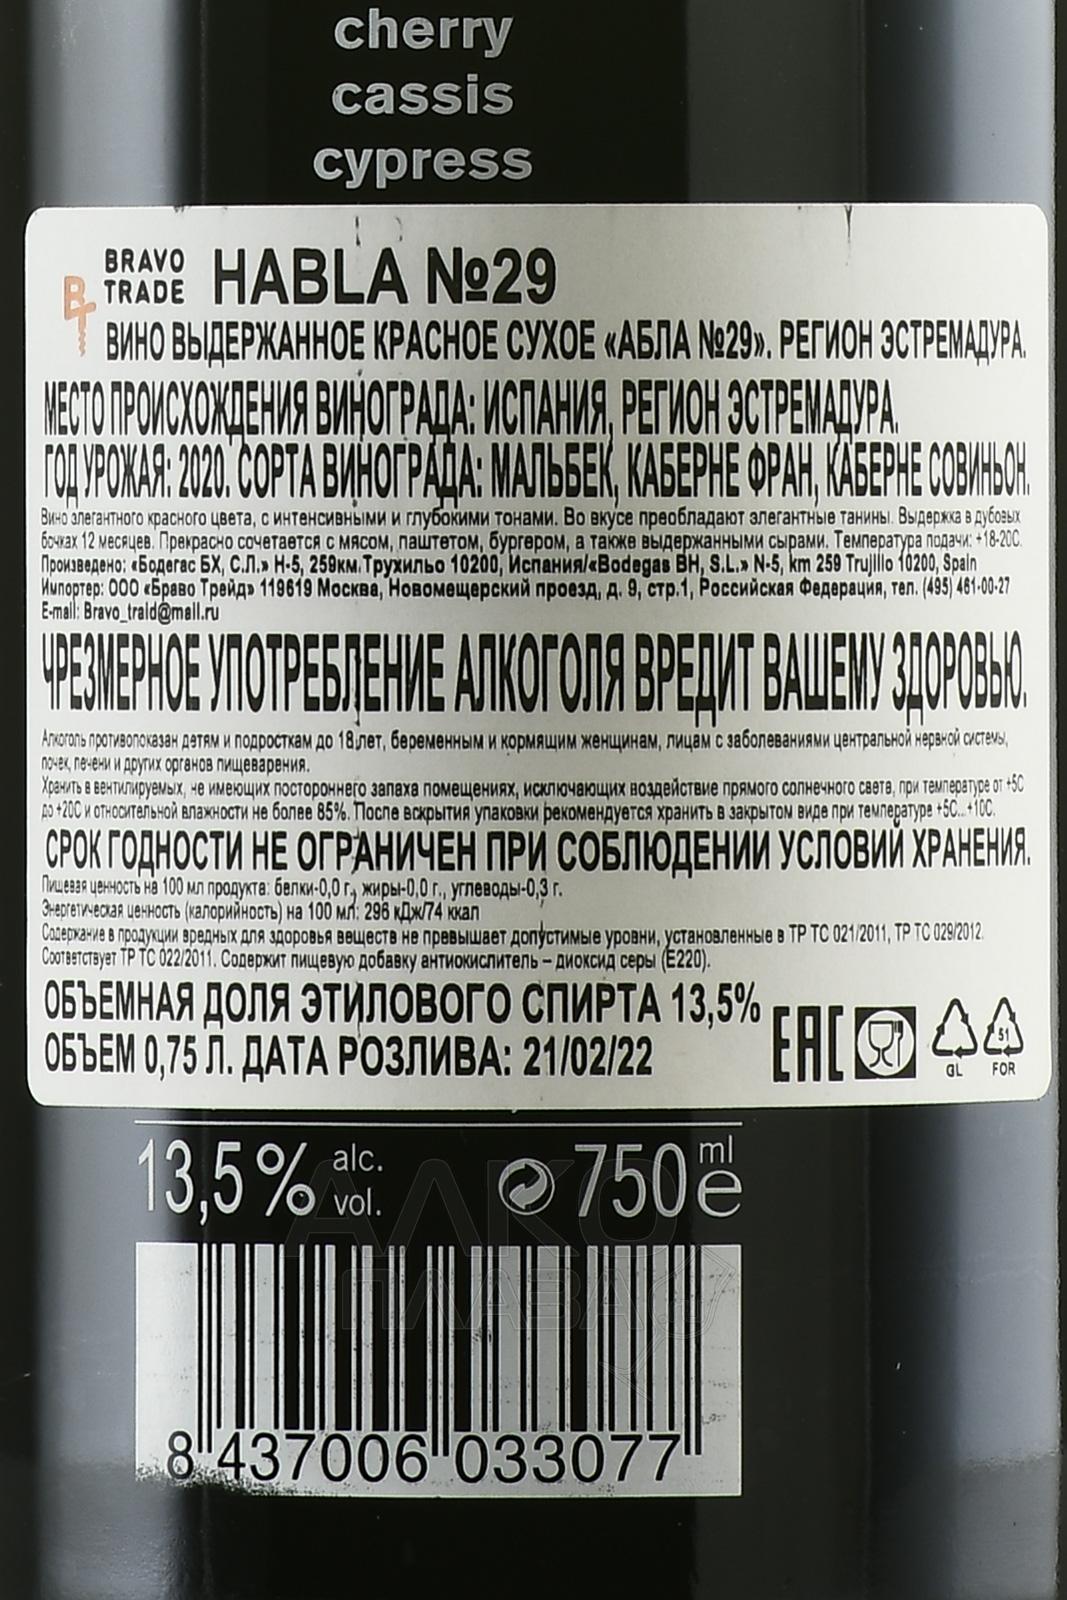 cherry
cassis
cypress
BRAVO
TRADE
BT
HABLA №29
ВИНО ВЫДЕРЖАННОЕ КРАСНОЕ СУХОЕ «АБЛА №29». РЕГИОН ЭСТРЕМАДУРА.
МЕСТО ПРОИСХОЖДЕНИЯ ВИНОГРАДА: ИСПАНИЯ, РЕГИОН ЭСТРЕМАДУРА.
ГОД УРОЖАЯ: 2020. СОРТА ВИНОГРАДА: МАЛЬБЕК, КАБЕРНЕ ФРАН, КАБЕРНЕ СОВИНЬОН.
Вино элегантного красного цвета, с интенсивными и глубокими тонами. Во вкусе преобладают элегантные танины. Выдержка в дубовых
бочках 12 месяцев. Прекрасно сочетается с мясом, паштетом, бургером, а также выдержанными сырами. Температура подачи: +18-20С.
Произведено: «Бодегас БХ, С.Л.» Н-5, 259км Трухильо 10200, Испания/«Bodegas BH, S.L.» N-5, km 259 Trujillo 10200, Spain
Импортер: ООО «Браво Трейд» 119619 Москва, Новомещерский проезд, д. 9, стр.1, Российская Федерация, тел. (495) 461-00-27
E-mail: Bravo_traid@mail.ru
ЧРЕЗМЕРНОЕ УПОТРЕБЛЕНИЕ АЛКОГОЛЯ ВРЕДИТ ВАШЕМУ ЗДОРОВЬЮ.
Алкоголь противопоказан детям и подросткам до 18 лет, беременным и кормящим женщинам, лицам с заболеваниями центральной нервной системы,
почек, печени и других органов пищеварения.
Хранить в вентилируемых, не имеющих постороннего запаха помещениях, исключающих воздействие прямого солнечного света, при температуре от +5С
до +20С и относительной влажности не более 85%. После вскрытия упаковки рекомендуется хранить в закрытом виде при температуре +5С...+10С.
СРОК ГОДНОСТИ НЕ ОГРАНИЧЕН ПРИ СОБЛЮДЕНИИ УСЛОВИЙ ХРАНЕНИЯ.
Пищевая ценность на 100 мл продукта: белки-0,0 г., жиры-0,0 г., углеводы-0,3 г.
Энергетическая ценность (калорийность) на 100 мл: 296 кДж/74 ккал
Содержание в продукции вредных для здоровья веществ не превышает допустимые уровни, установленные в ТР ТС 021/2011, ТР ТС 029/2012.
Соответствует ТР ТС 022/2011. Содержит пищевую добавку антиокислитель – диоксид серы (Е220).
ОБЪЕМНАЯ ДОЛЯ ЭТИЛОВОГО СПИРТА 13,5%
ОБЪЕМ 0,75 Л. ДАТА РОЗЛИВА: 21/02/22
EAC
GL
51
FOR
13,5% alc. vol.
750 ml e
АЛКО
ПЛАЗА
8 437006 033077